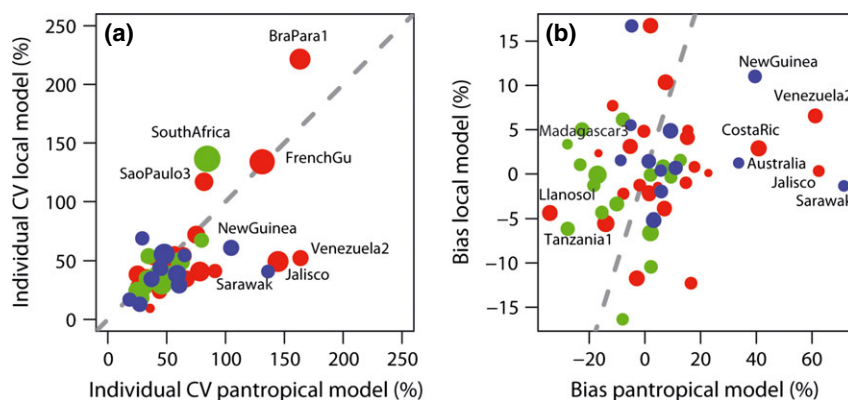 (a)
Individual CV local model (%)
250
200
150
100
50
0
BraPara1
SouthAfrica
FrenchGu
SaoPaulo3
NewGuinea
Venezuela2
Jalisco
Sarawak
0 50 100 150 200 250
Individual CV pantropical model (%)
(b)
Bias local model (%)
15
10
5
0
−5
−10
−15
NewGuinea
Venezuela2
CostaRic
Madagascar3
Australia
Jalisco
Llanosol
Sarawak
Tanzania1
−20 0 20 40 60
Bias pantropical model (%)